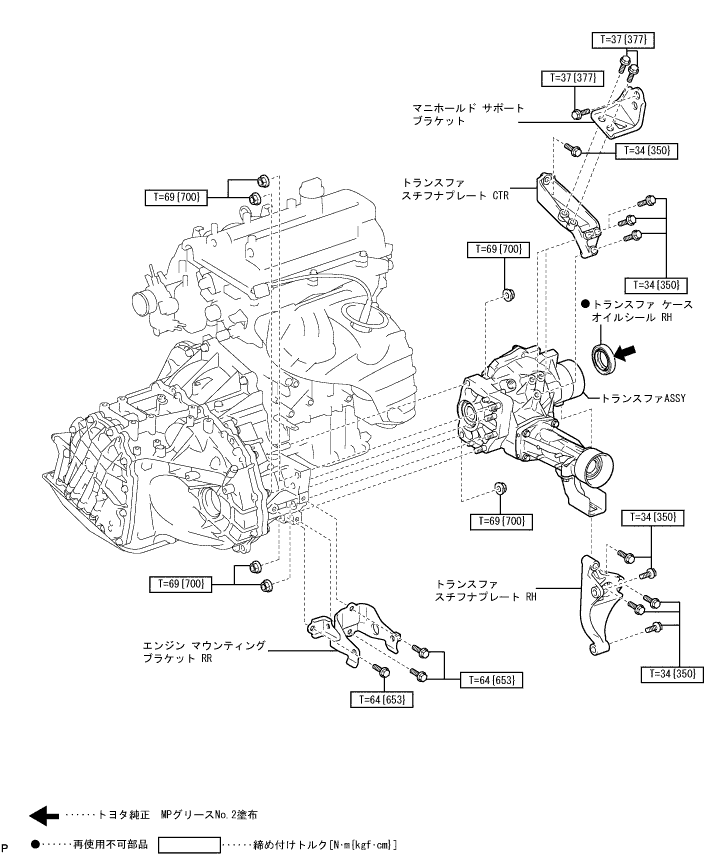 T=37{377}
T=37{377}
マニホールド サポート
ブラケット
T=34{350}
トランスファ
スチフナプレート CTR
T=69{700}
T=69{700}
T=34{350}
●トランスファ ケース
オイルシール RH
トランスファASSY
T=69{700}
T=34{350}
T=69{700}
トランスファ
スチフナプレート RH
エンジン マウンティング
ブラケット RR
T=64{653}
T=34{350}
T=64{653}
······トヨタ純正 MPグリースNo.2塗布
●······再使用不可部品
······締め付けトルク[N·m{kgf·cm}]
P